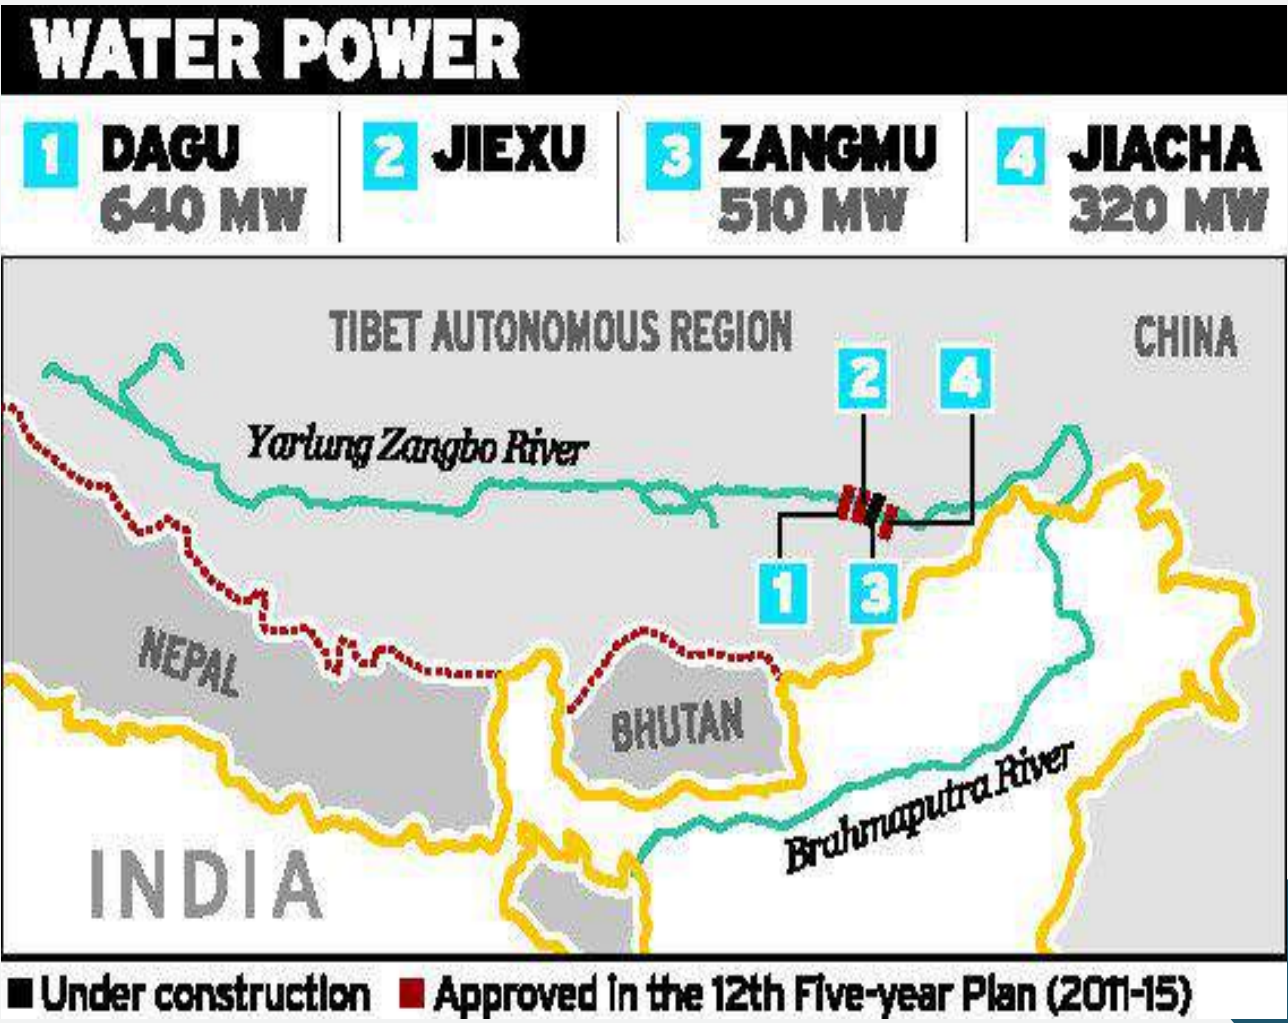 WATER POWER
1 DAGU
640 MW
2 JIEXU
3 ZANGMU
510 MW
4 JIACHA
320 MW
TIBET AUTONOMOUS REGION
CHINA
2
4
Yarlung Zangbo River
1
3
NEPAL
BHUTAN
Brahmaputra River
INDIA
Under construction
Approved in the 12th Five-year Plan (2011-15)